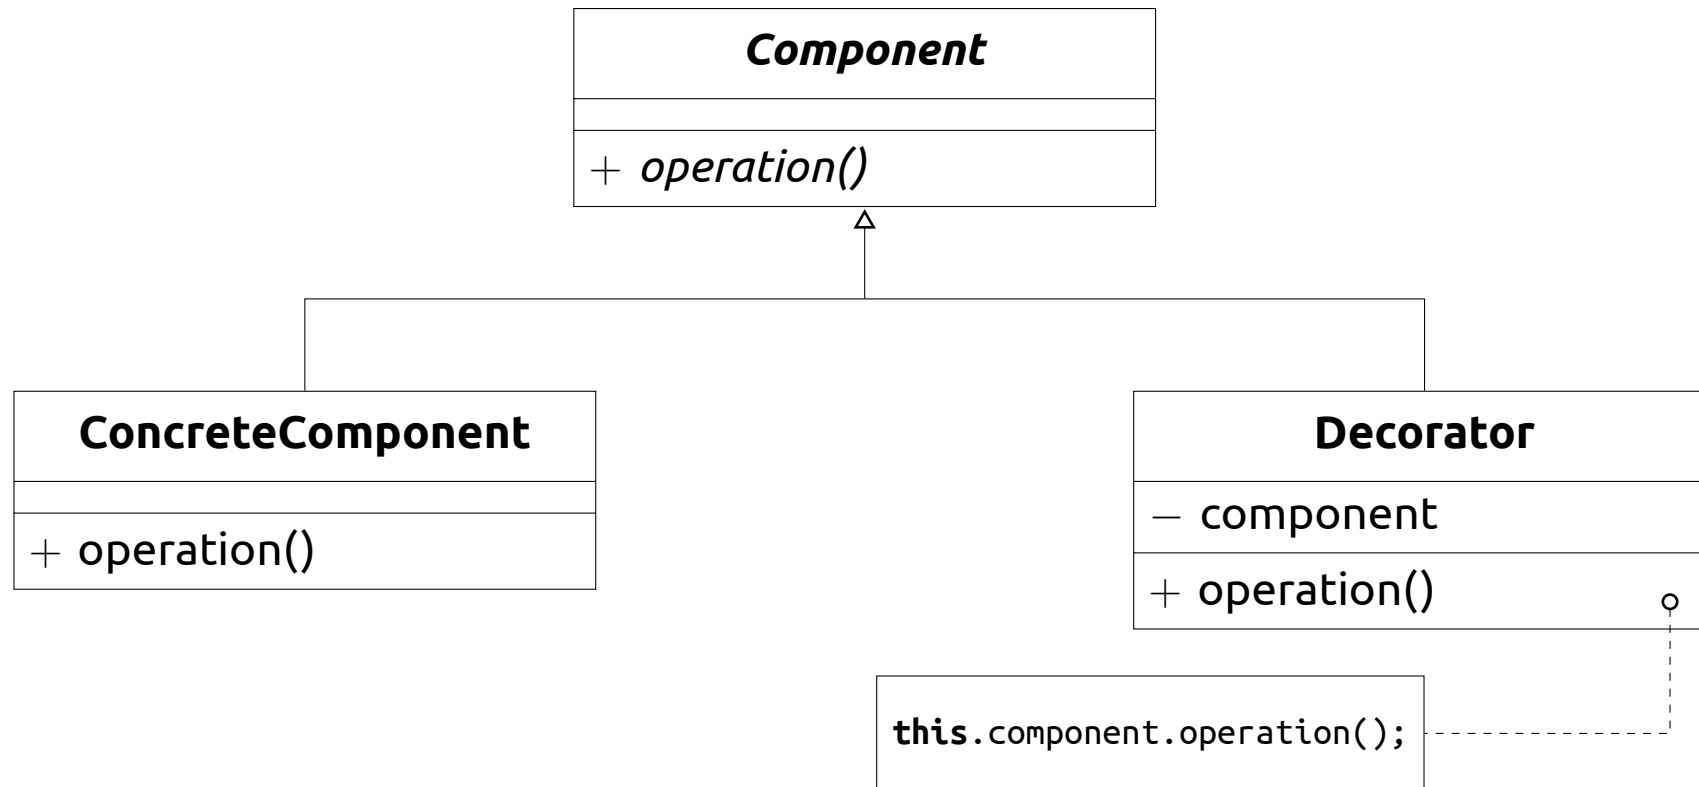 Component
+ operation()
ConcreteComponent
+ operation()
Decorator
− component
+ operation()
this.component.operation();